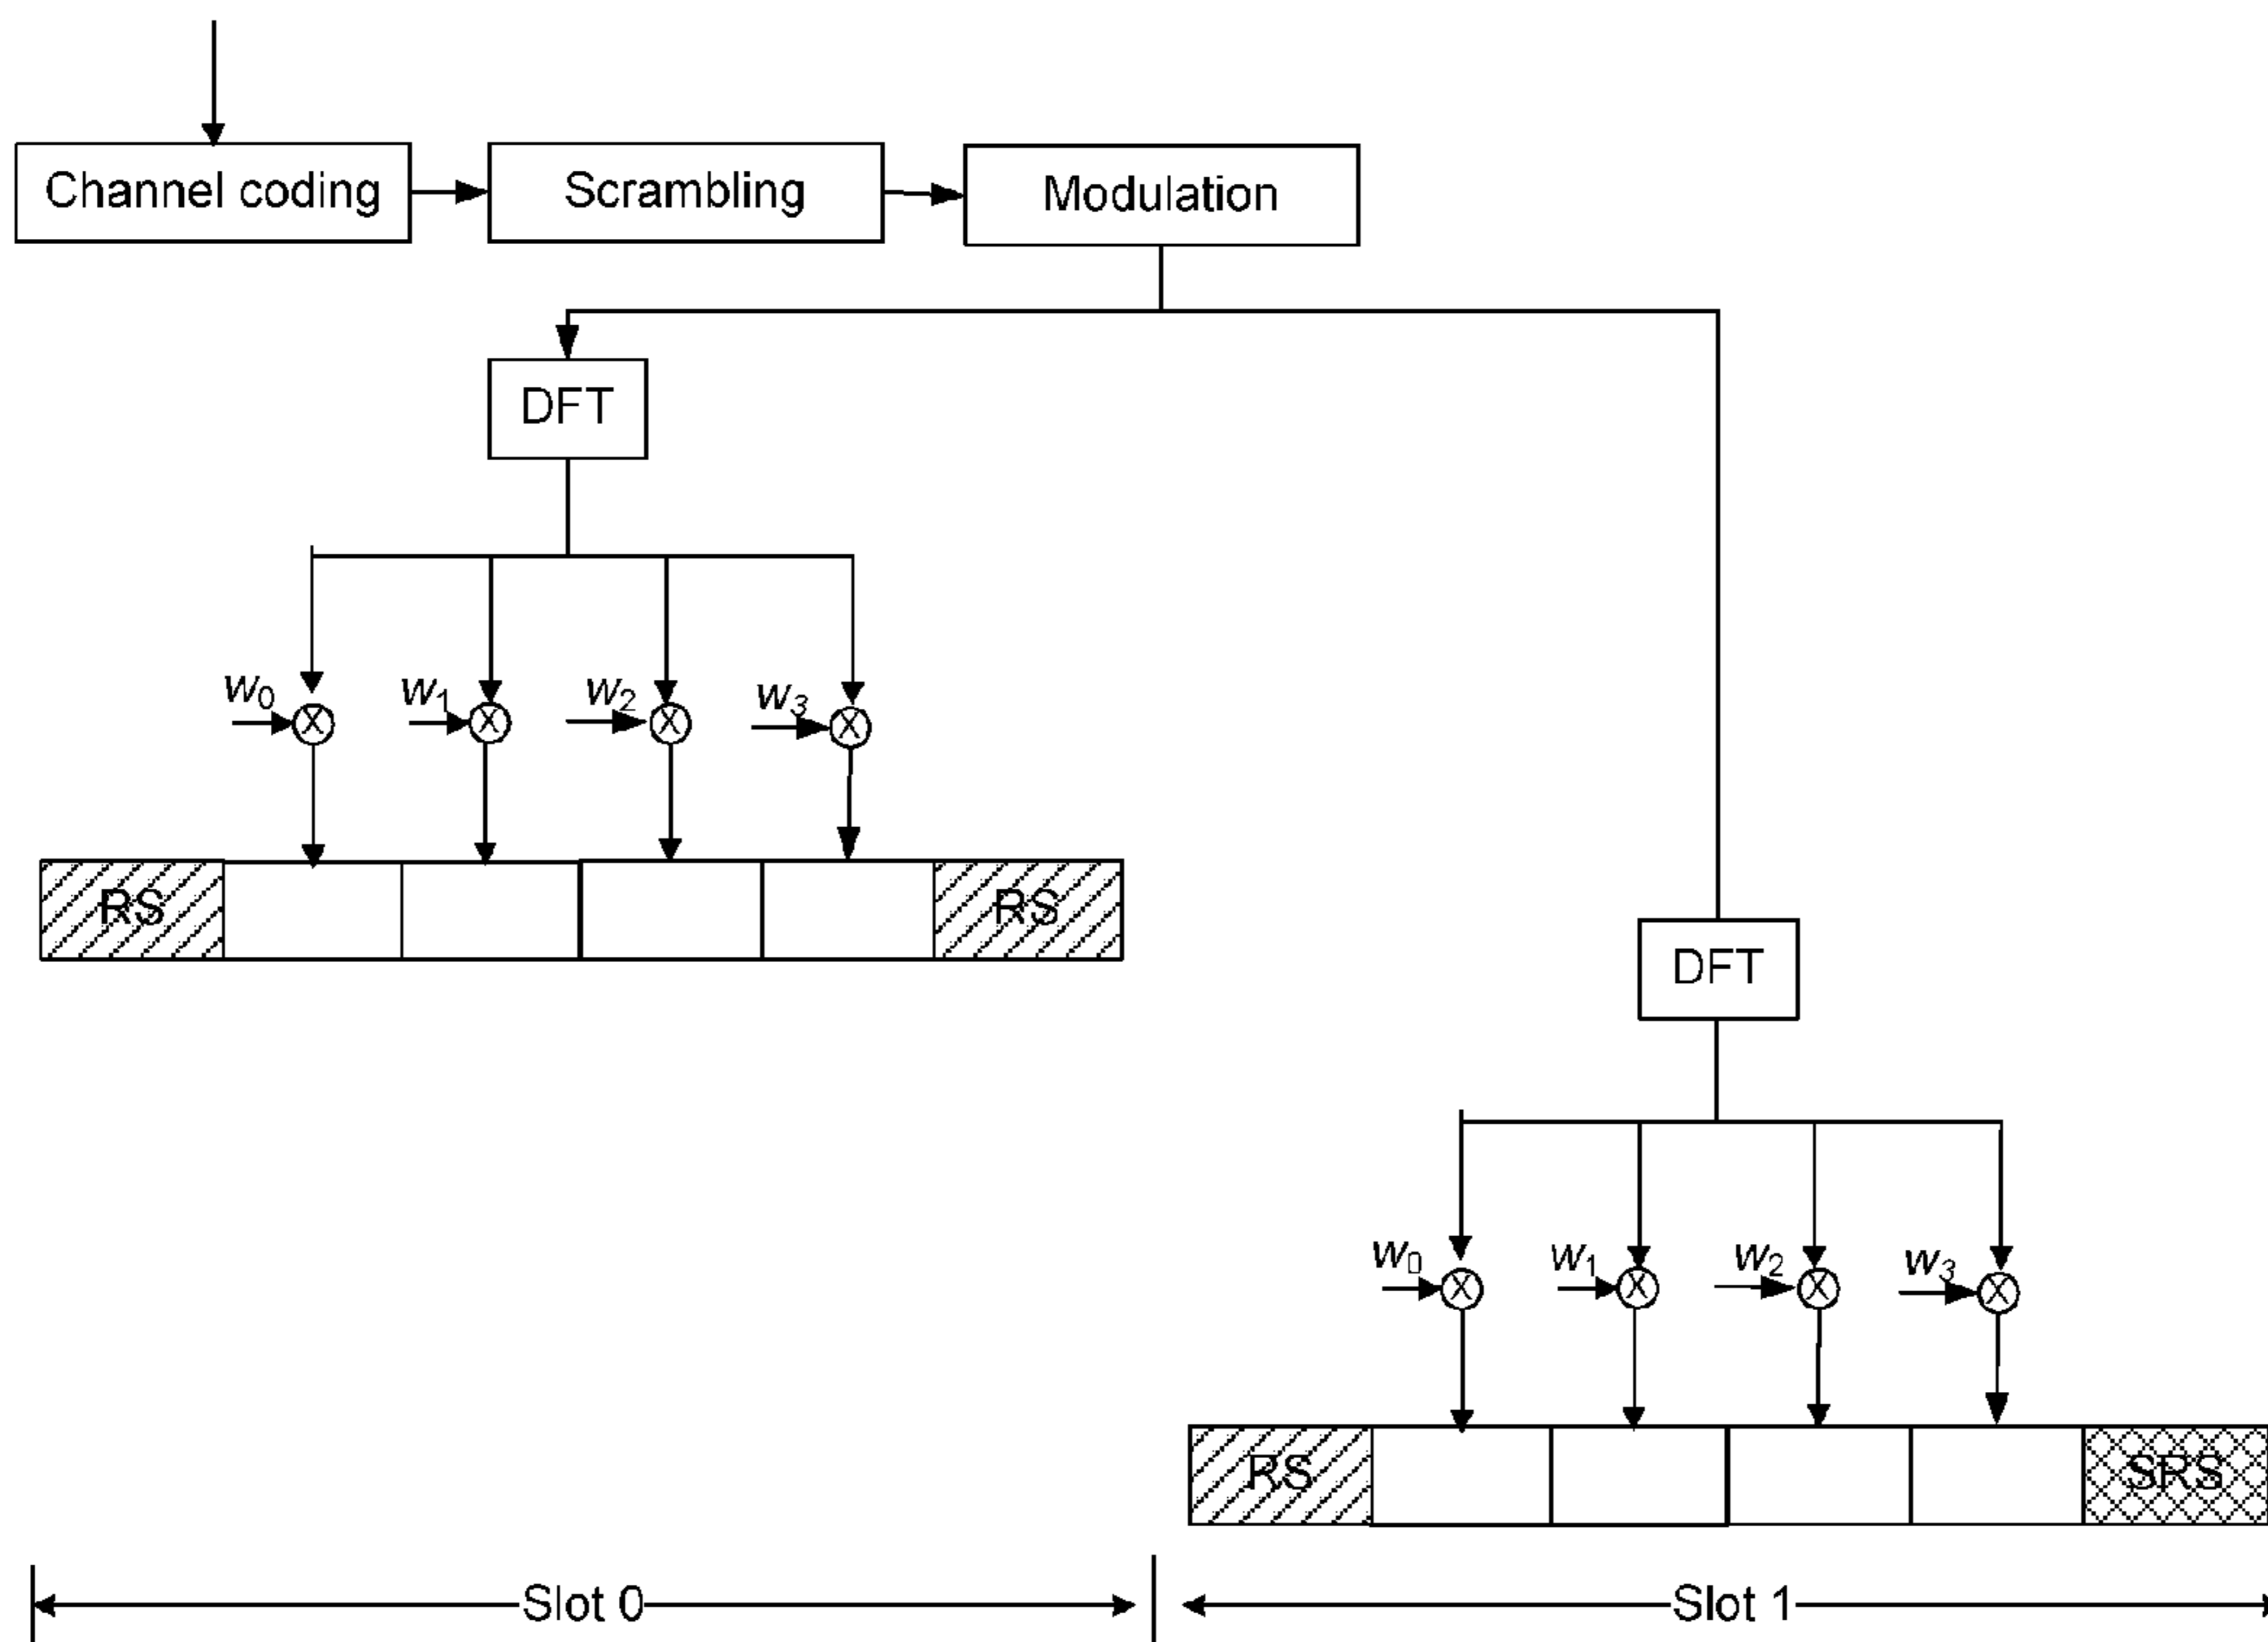 Channel coding
Scrambling
Modulation
DFT
w0
w1
w2
w3
X
X
X
X
RS
RS
DFT
w0
w1
w2
w3
X
X
X
X
RS
SRS
Slot 0
Slot 1